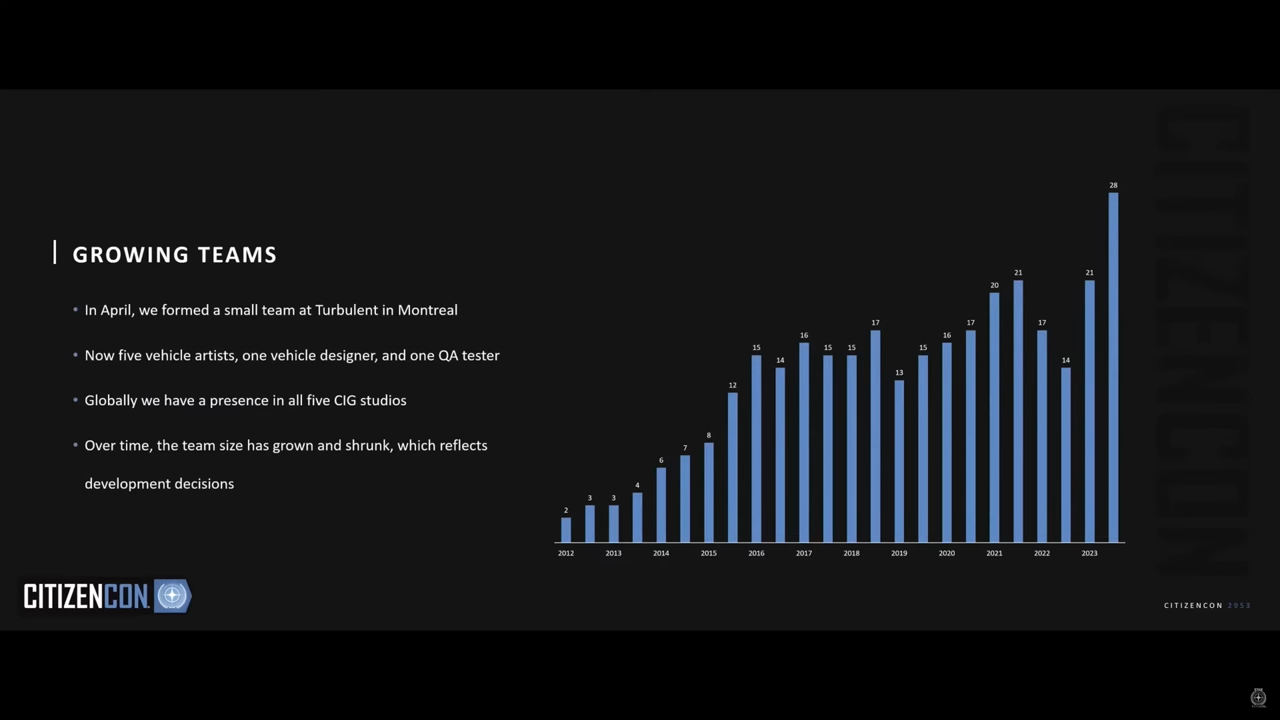 GROWING TEAMS
• In April, we formed a small team at Turbulent in Montreal
• Now five vehicle artists, one vehicle designer, and one QA tester
• Globally we have a presence in all five CIG studios
• Over time, the team size has grown and shrunk, which reflects
development decisions
2 3 3 4 6 7 8 12 15 14 16 15 15 17 13 15 16 17 20 21 17 14 21 28
2012 2013 2014 2015 2016 2017 2018 2019 2020 2021 2022 2023
CITIZENCON
CITIZENCON
CITIZENCON 2953